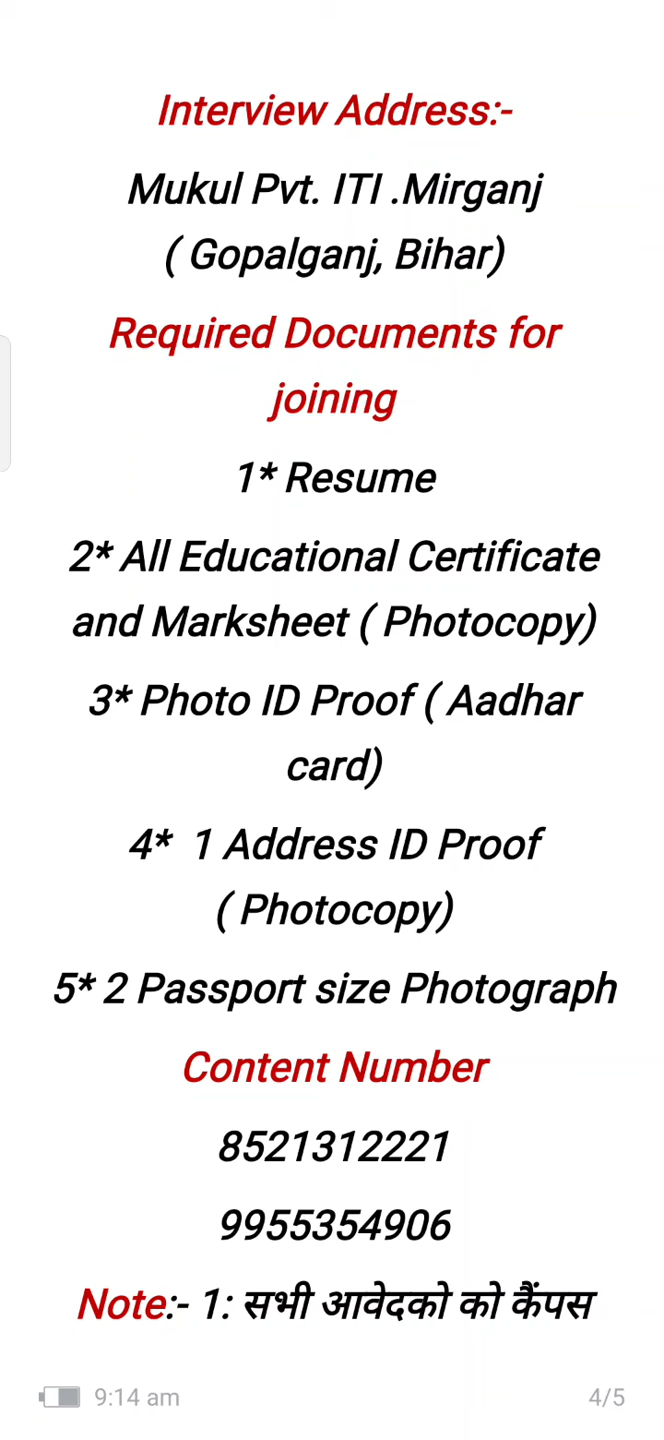 Interview Address:-
Mukul Pvt. ITI .Mirganj
( Gopalganj, Bihar)
Required Documents for
joining
1* Resume
2* All Educational Certificate
and Marksheet ( Photocopy)
3* Photo ID Proof ( Aadhar
card)
4*  1 Address ID Proof
( Photocopy)
5* 2 Passport size Photograph
Content Number
8521312221
9955354906
Note:- 1: सभी आवेदको को कैंपस
9:14 am 4/5